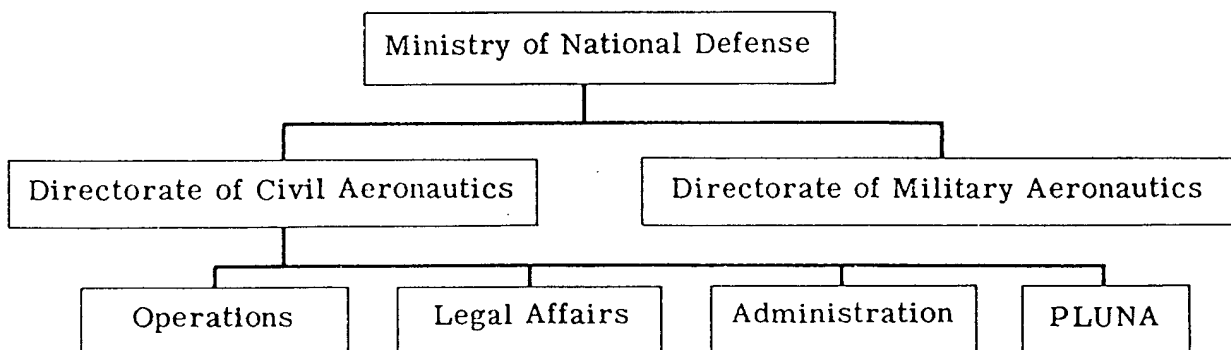 Ministry of National Defense
Directorate of Civil Aeronautics
Directorate of Military Aeronautics
Operations
Legal Affairs
Administration
PLUNA